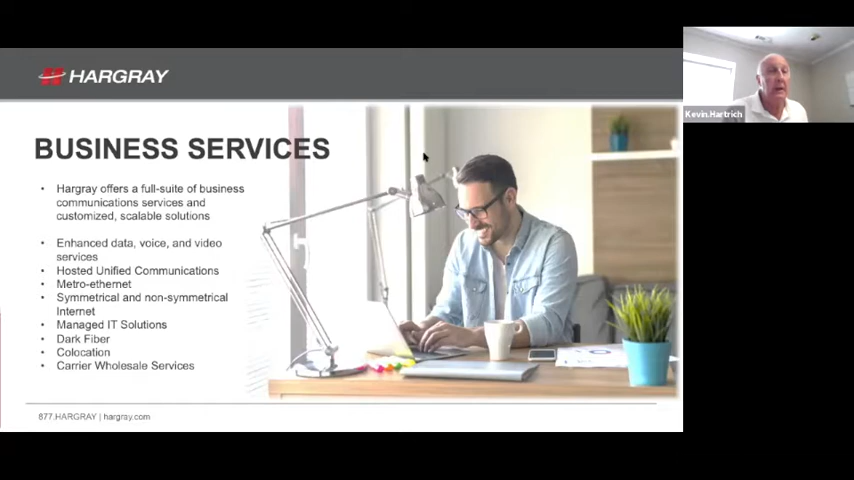 HARGRAY
Kevin.Hartrich
BUSINESS SERVICES
• Hargray offers a full-suite of business
communications services and
customized, scalable solutions
• Enhanced data, voice, and video
services
• Hosted Unified Communications
• Metro-ethernet
• Symmetrical and non-symmetrical
Internet
• Managed IT Solutions
• Dark Fiber
• Colocation
• Carrier Wholesale Services
877.HARGRAY | hargray.com